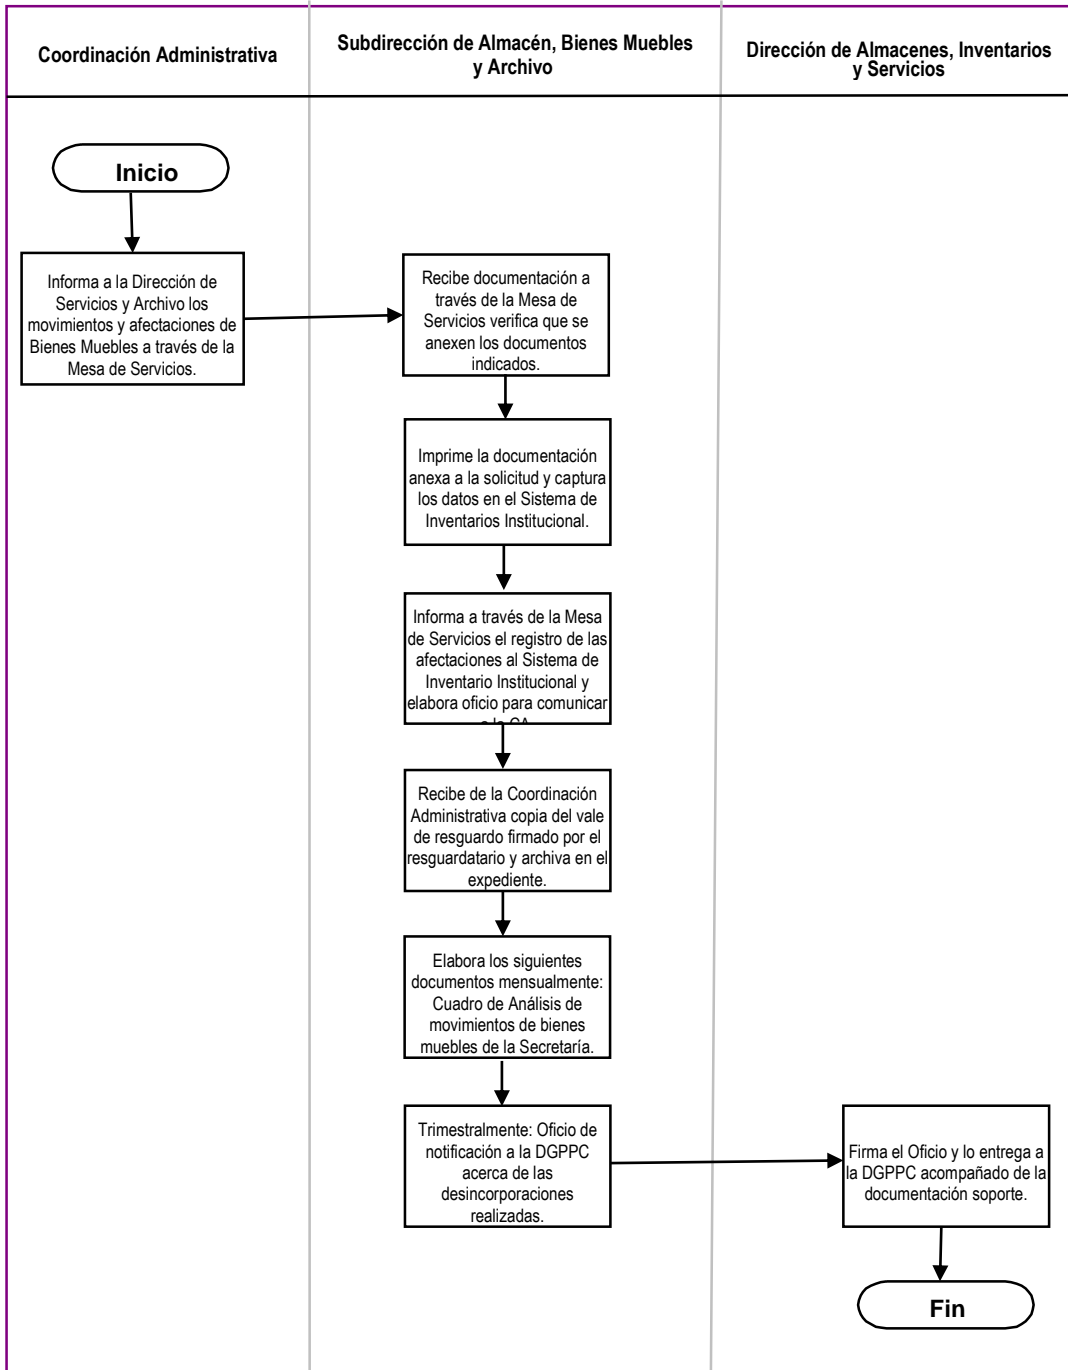 Coordinación Administrativa
Subdirección de Almacén, Bienes Muebles
y Archivo
Dirección de Almacenes, Inventarios
y Servicios
Inicio
Informa a la Dirección de
Servicios y Archivo los
movimientos y afectaciones de
Bienes Muebles a través de la
Mesa de Servicios.
Recibe documentación a
través de la Mesa de
Servicios verifica que se
anexen los documentos
indicados.
Imprime la documentación
anexa a la solicitud y captura
los datos en el Sistema de
Inventarios Institucional.
Informa a través de la Mesa
de Servicios el registro de las
afectaciones al Sistema de
Inventario Institucional y
elabora oficio para comunicar
a la CA
Recibe de la Coordinación
Administrativa copia del vale
de resguardo firmado por el
resguardatario y archiva en el
expediente.
Elabora los siguientes
documentos mensualmente:
Cuadro de Análisis de
movimientos de bienes
muebles de la Secretaría.
Trimestralmente: Oficio de
notificación a la DGPPC
acerca de las
desincorporaciones
realizadas.
Firma el Oficio y lo entrega a
la DGPPC acompañado de la
documentación soporte.
Fin